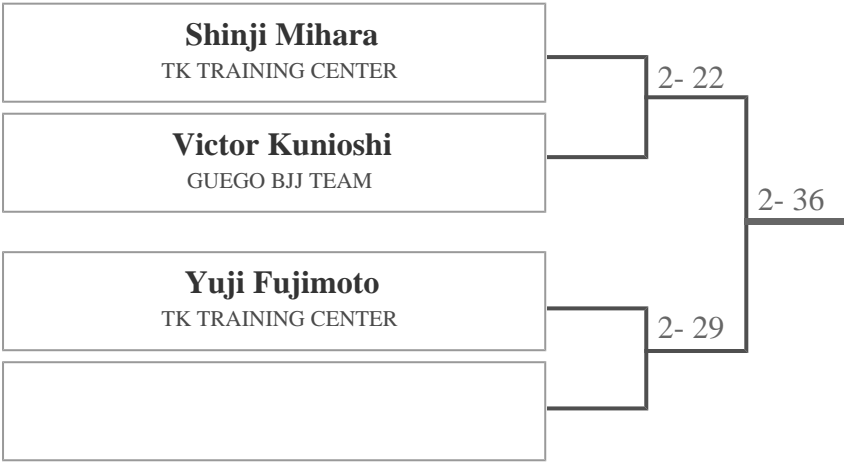 Shinji Mihara
TK TRAINING CENTER
2- 22
Victor Kunioshi
GUEGO BJJ TEAM
2- 36
Yuji Fujimoto
TK TRAINING CENTER
2- 29